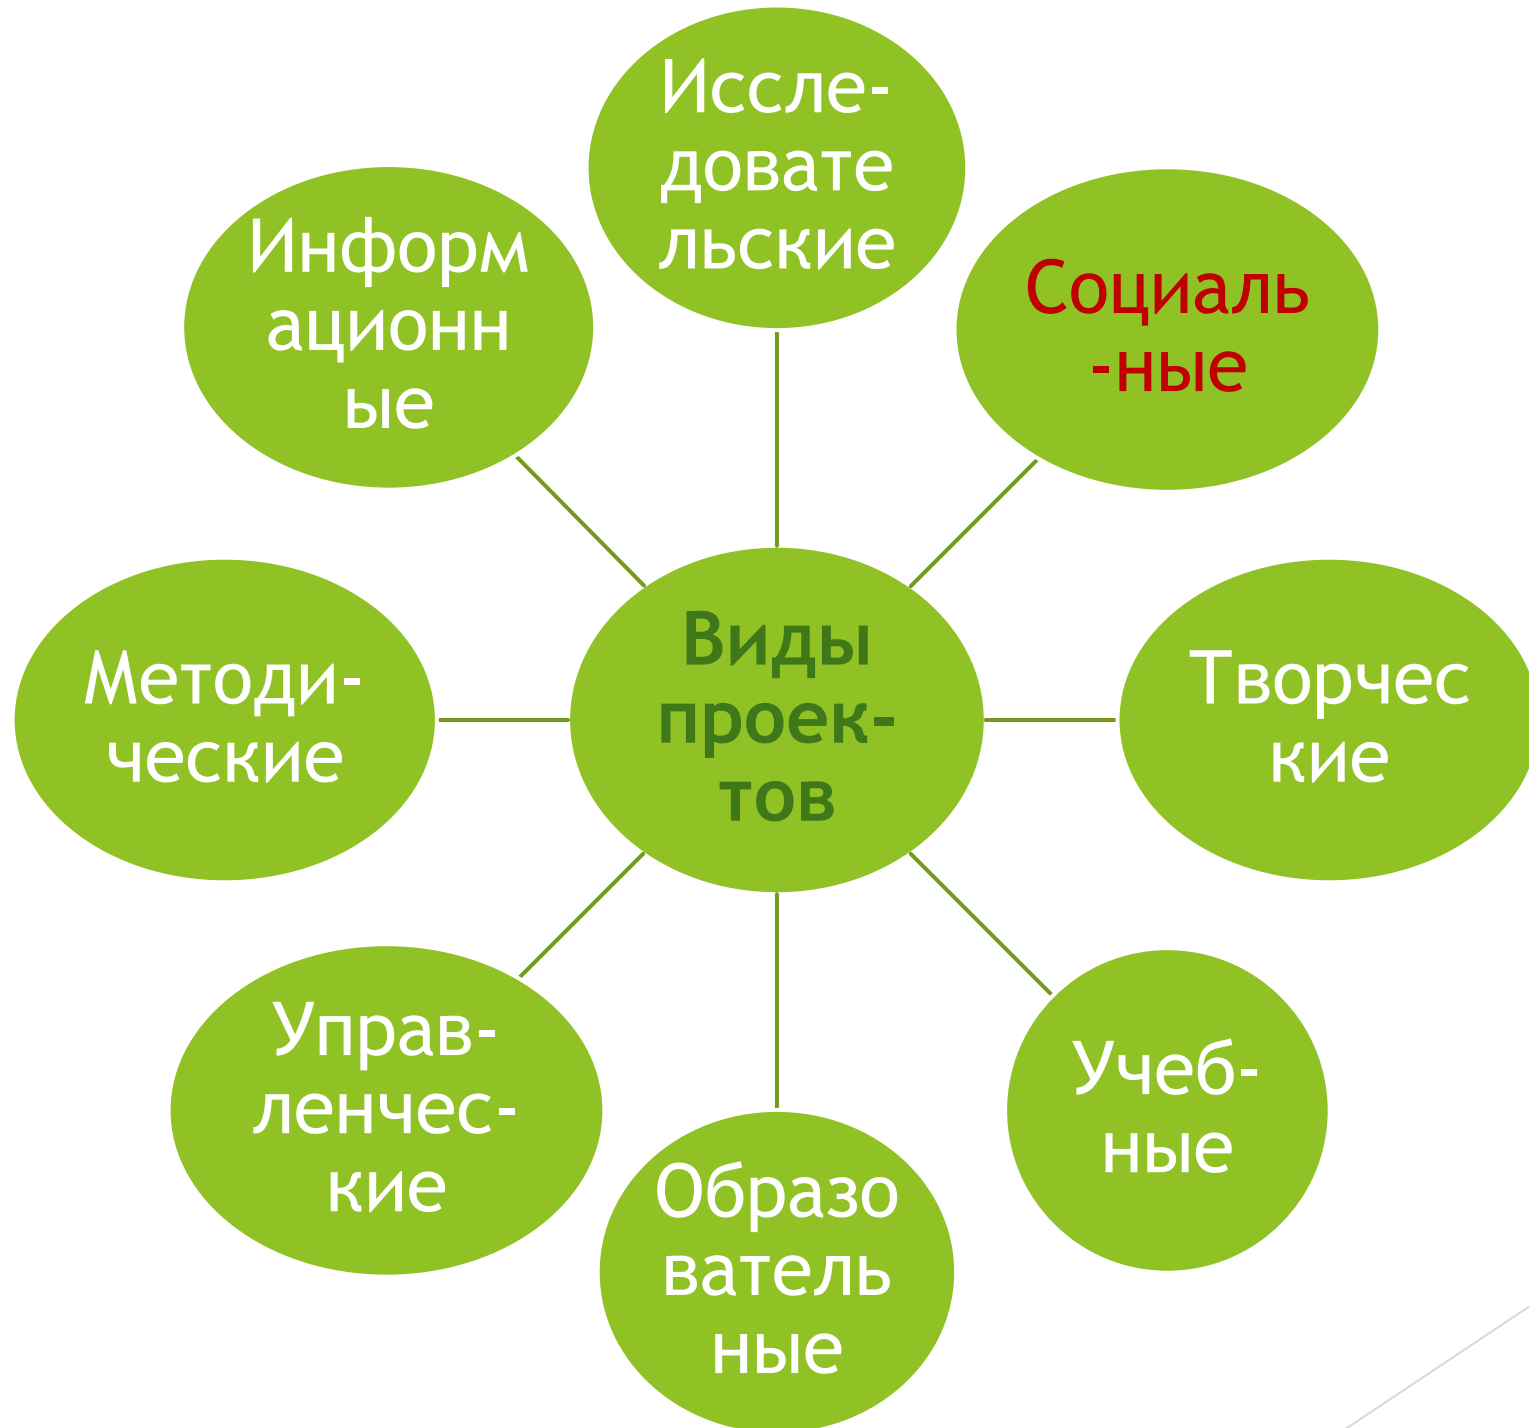 Иссле-
довате
льские
Социаль
-ные
Творчес
кие
Учеб-
ные
Образо
ватель
ные
Управ-
ленчес-
кие
Методи-
ческие
Информ
ационн
ые
Виды
проек-
тов